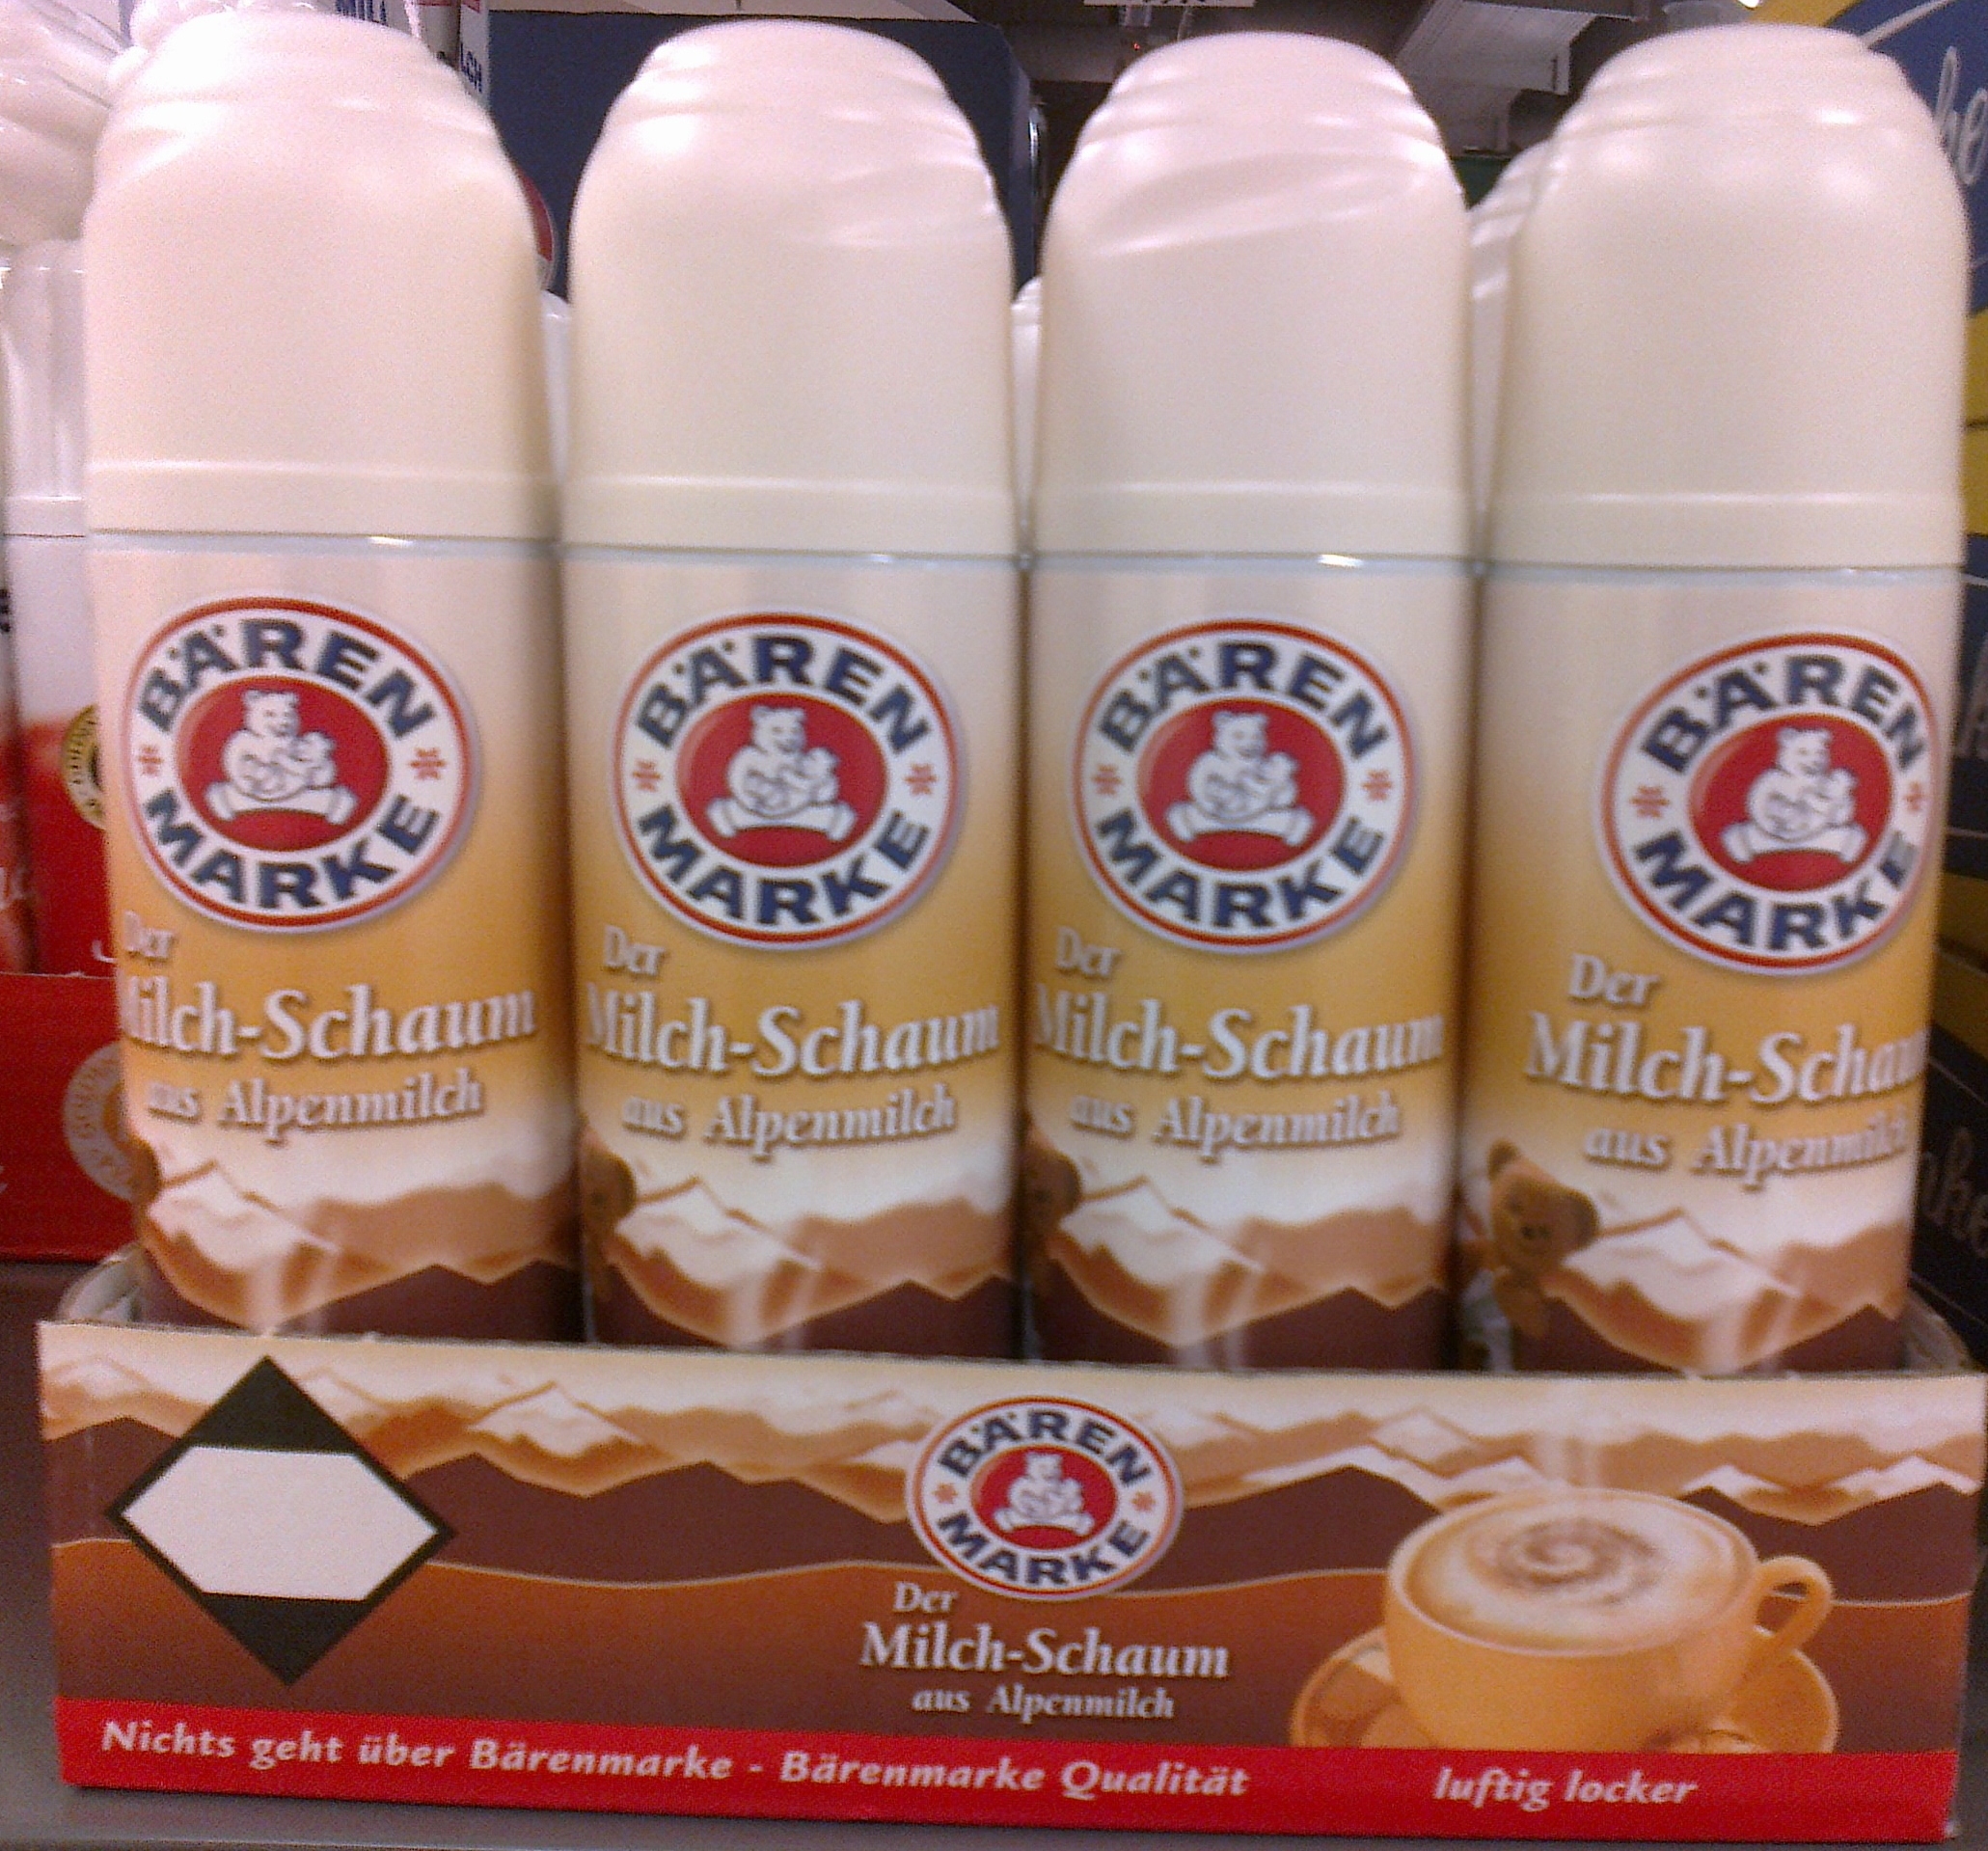 BÄREN
MARKE
Der
Milch-Schaum
aus Alpenmilch
BÄREN
MARKE
Der
Milch-Schaum
aus Alpenmilch
BÄREN
MARKE
Der
Milch-Schaum
aus Alpenmilch
BÄREN
MARKE
Der
Milch-Schau
aus Alpenmilch
BÄREN
MARKE
Der
Milch-Schaum
aus Alpenmilch
Nichts geht über Bärenmarke - Bärenmarke Qualität
luftig locker